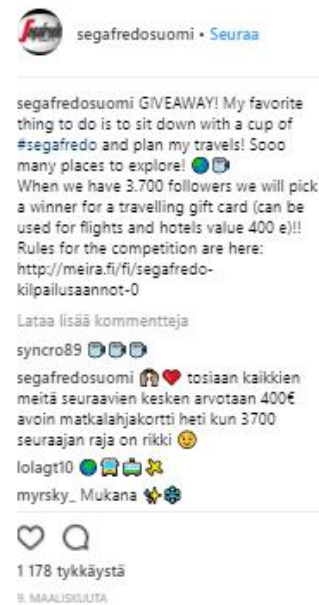 Segafredo
segafredosuomi • Seuraa
segafredosuomi GIVEAWAY! My favorite
thing to do is to sit down with a cup of
#segafredo and plan my travels! Sooo
many places to explore! 🌍☕
When we have 3.700 followers we will pick
a winner for a travelling gift card (can be
used for flights and hotels value 400 e)!!
Rules for the competition are here:
http://meira.fi/fi/segafredo-
kilpailusaannot-0
Lataa lisää kommentteja
syncro89 ☕☕☕
segafredosuomi ❤ tosiaan kaikkien
meitä seuraavien kesken arvotaan 400€
avoin matkalahjakortti heti kun 3700
seuraajan raja on rikki 😉
lolagt10
myrsky_ Mukana ✨❄
1 178 tykkäystä
9. MAALISKUUTA